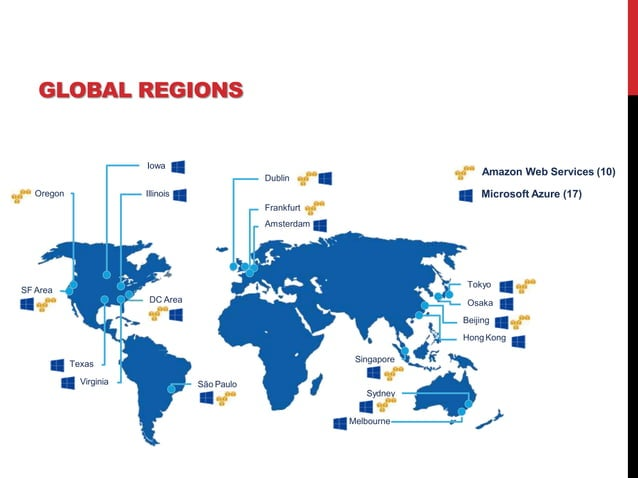 GLOBAL REGIONS
Iowa
Dublin
Amazon Web Services (10)
Oregon
Illinois
Microsoft Azure (17)
Frankfurt
Amsterdam
SF Area
DC Area
Tokyo
Osaka
Beijing
Hong Kong
Texas
Singapore
Virginia
São Paulo
Sydney
Melbourne